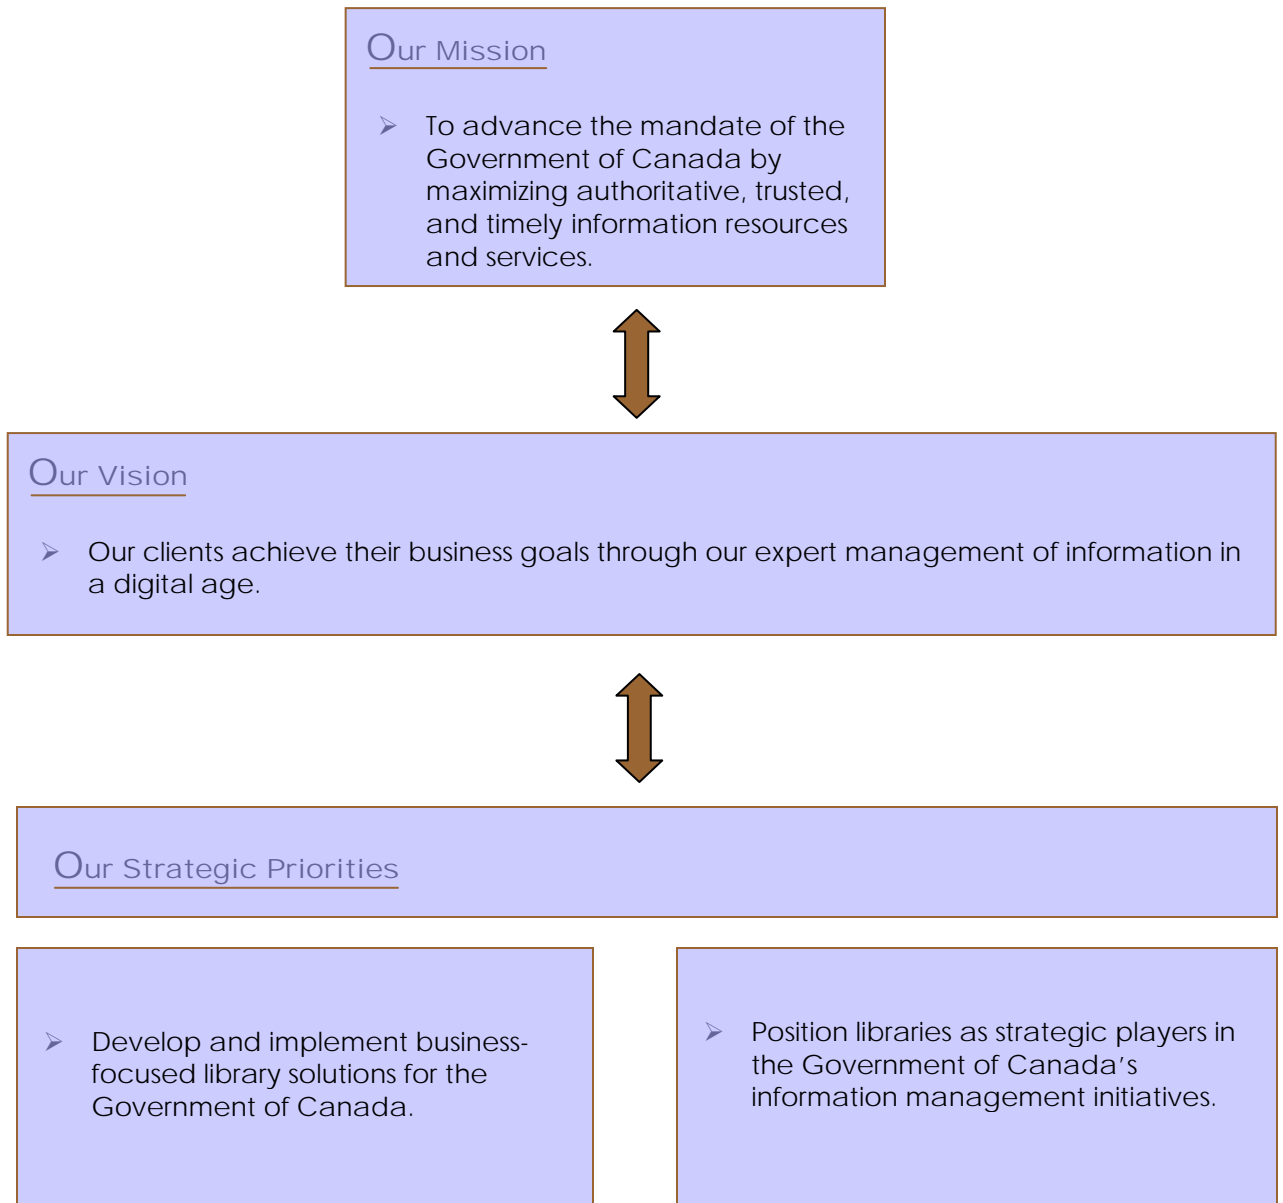 Our Mission
➢ To advance the mandate of the
Government of Canada by
maximizing authoritative, trusted,
and timely information resources
and services.
Our Vision
➢ Our clients achieve their business goals through our expert management of information in
a digital age.
Our Strategic Priorities
➢ Develop and implement business-
focused library solutions for the
Government of Canada.
➢ Position libraries as strategic players in
the Government of Canada’s
information management initiatives.